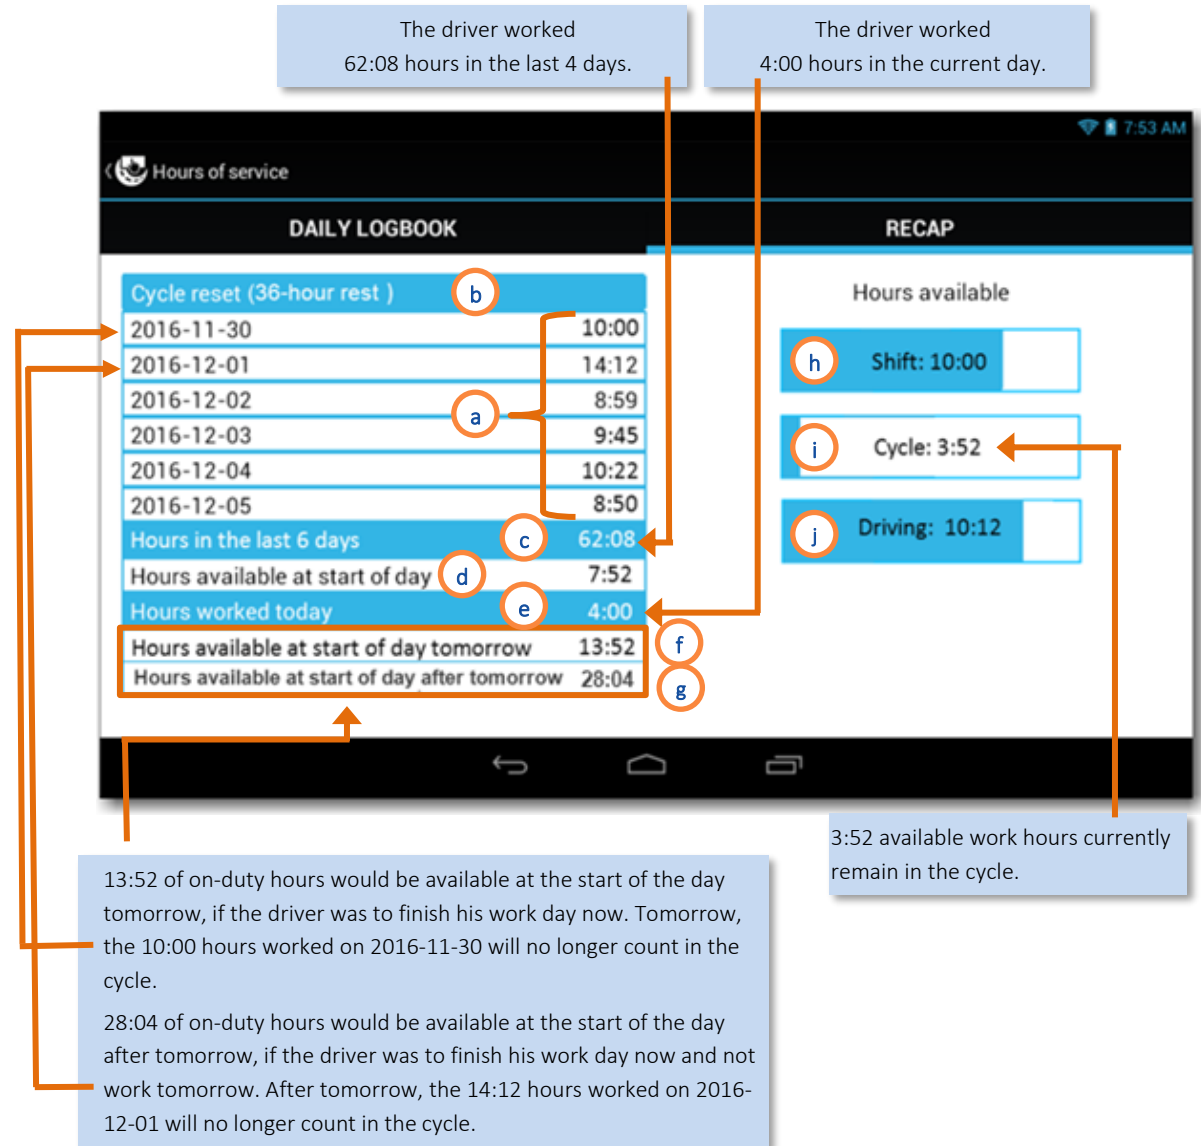 The driver worked
62:08 hours in the last 4 days.
The driver worked
4:00 hours in the current day.
7:53 AM
Hours of service
DAILY LOGBOOK
RECAP
Cycle reset (36-hour rest )
b
2016-11-30 10:00
2016-12-01 14:12
2016-12-02 8:59
a
2016-12-03 9:45
2016-12-04 10:22
2016-12-05 8:50
Hours in the last 6 days c 62:08
Hours available at start of day d 7:52
Hours worked today e 4:00
Hours available at start of day tomorrow 13:52 f
Hours available at start of day after tomorrow 28:04 g
Hours available
h Shift: 10:00
i Cycle: 3:52
j Driving: 10:12
3:52 available work hours currently
remain in the cycle.
13:52 of on-duty hours would be available at the start of the day
tomorrow, if the driver was to finish his work day now. Tomorrow,
the 10:00 hours worked on 2016-11-30 will no longer count in the
cycle.
28:04 of on-duty hours would be available at the start of the day
after tomorrow, if the driver was to finish his work day now and not
work tomorrow. After tomorrow, the 14:12 hours worked on 2016-
12-01 will no longer count in the cycle.